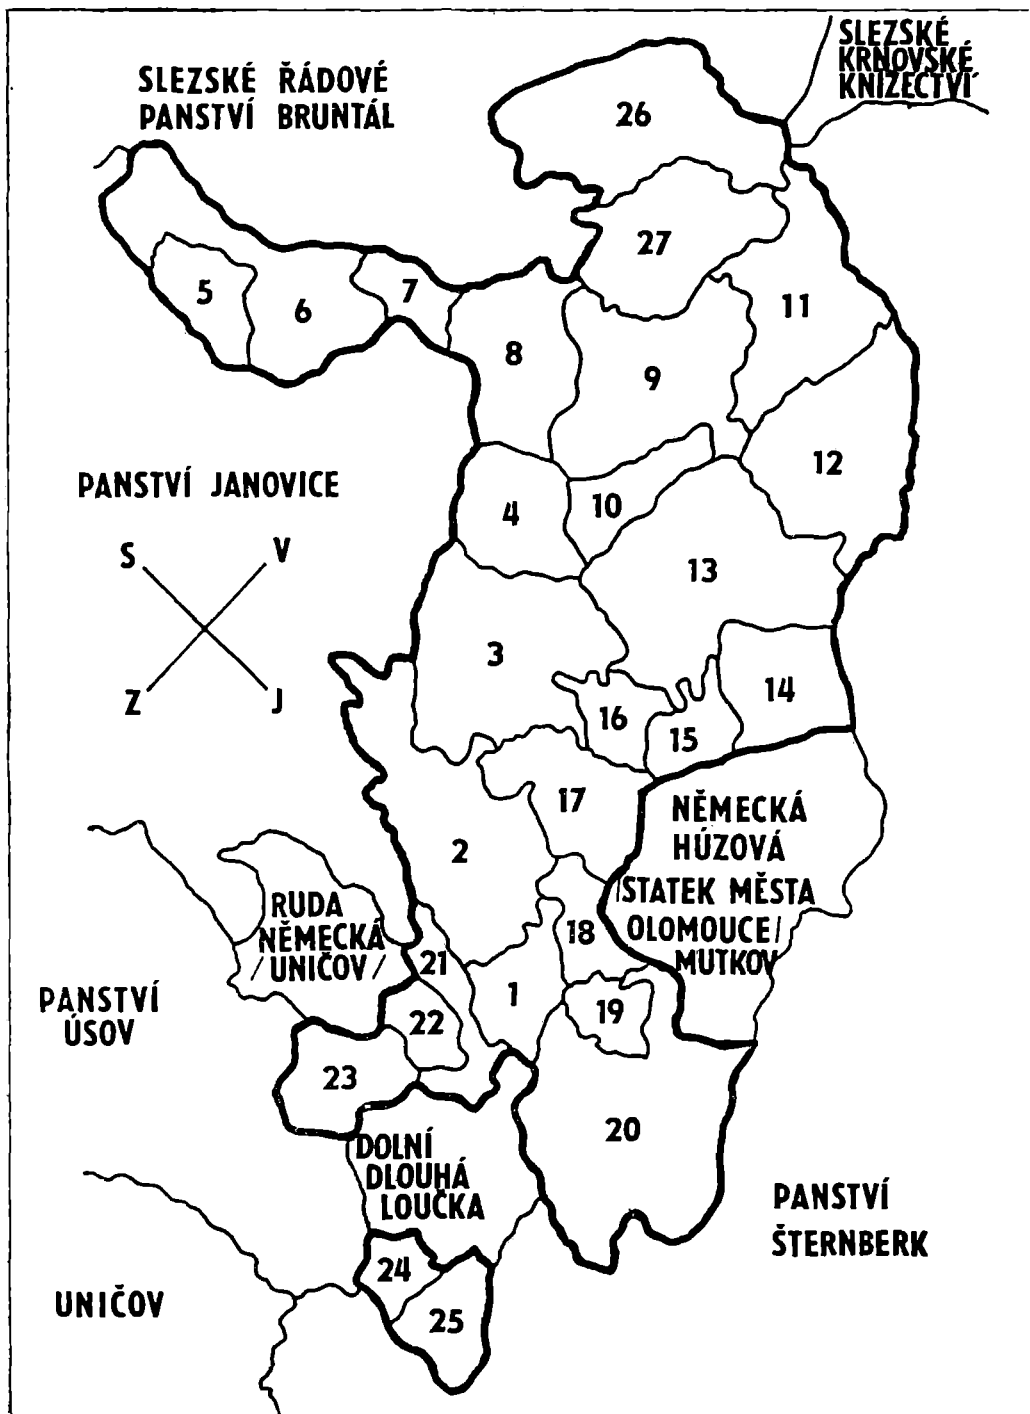 SLEZSKÉ
KRNOVSKÉ
KNÍŽECTVÍ
SLEZSKÉ ŘÁDOVÉ
PANSTVÍ BRUNTÁL
26
27
5
6
7
11
8
9
12
PANSTVÍ JANOVICE
4
10
S
V
13
3
Z
J
14
16
15
17
NĚMECKÁ
HÚZOVÁ
/STATEK MĚSTA
OLOMOUCE/
MUTKOV
2
RUDA
NĚMECKÁ
/UNIČOV/
18
21
1
19
22
PANSTVÍ
ÚSOV
23
20
DOLNÍ
DLOUHÁ
LOUČKA
PANSTVÍ
ŠTERNBERK
24
UNIČOV
25